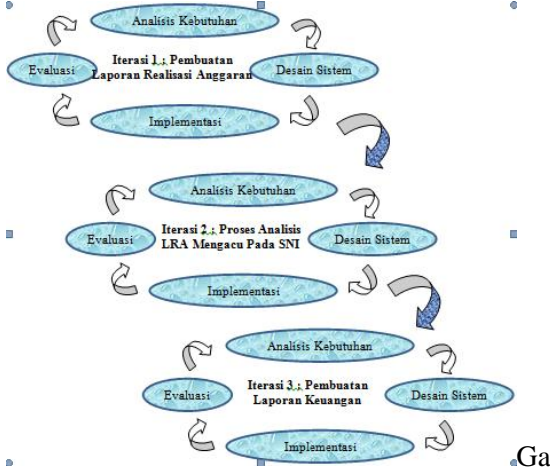 Analisis Kebutuhan
Iterasi 1 : Pembuatan
Laporan Realisasi Anggaran
Evaluasi
Desain Sistem
Implementasi
Analisis Kebutuhan
Iterasi 2 : Proses Analisis
LRA Mengacu Pada SNI
Evaluasi
Desain Sistem
Implementasi
Analisis Kebutuhan
Iterasi 3 : Pembuatan
Laporan Keuangan
Evaluasi
Desain Sistem
Implementasi
Ga